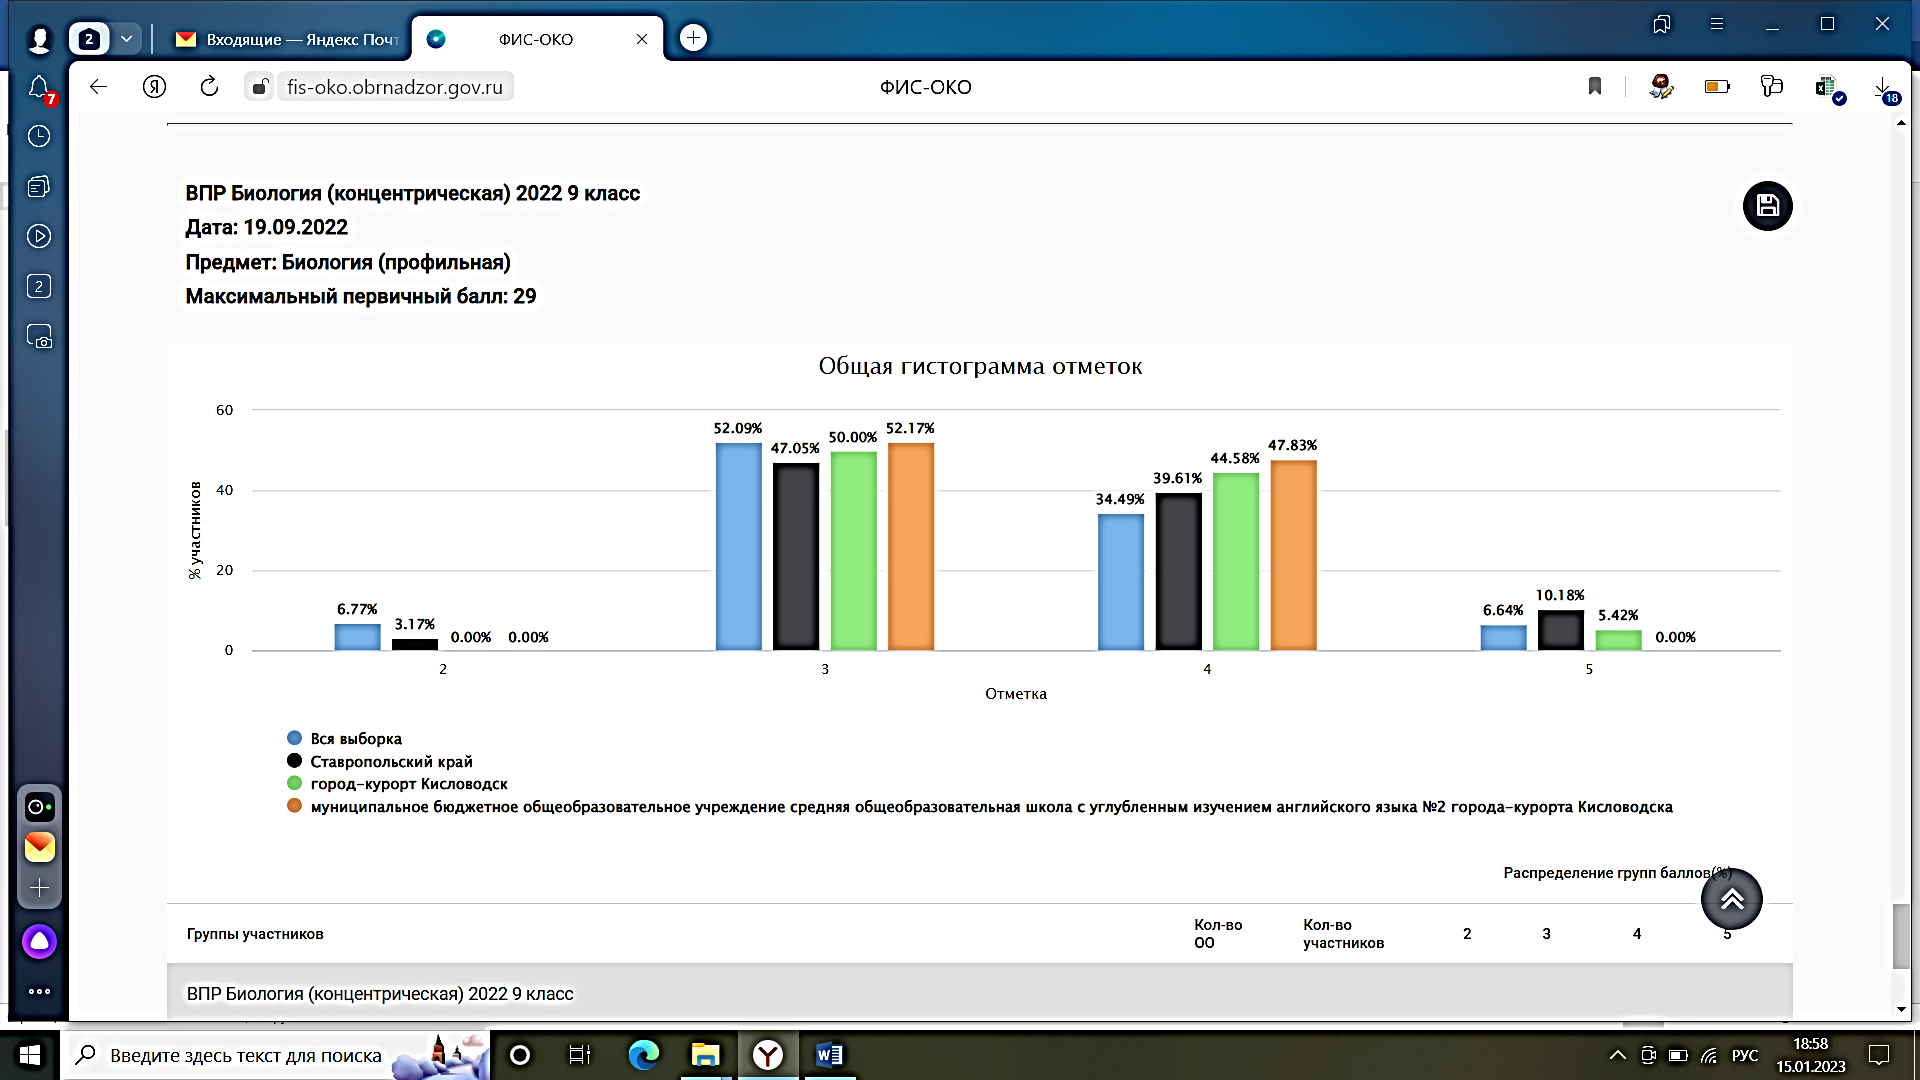 2
Входящие — Яндекс Почт
ФИС-ОКО
7
fis-oko.obrnadzor.gov.ru
ФИС-ОКО
18
2
ВПР Биология (концентрическая) 2022 9 класс
Дата: 19.09.2022
Предмет: Биология (профильная)
Максимальный первичный балл: 29
Общая гистограмма отметок
% участников
60
40
20
0
6.77%
3.17%
0.00%
0.00%
52.09%
47.05%
50.00%
52.17%
34.49%
39.61%
44.58%
47.83%
6.64%
10.18%
5.42%
0.00%
2
3
4
5
Отметка
Вся выборка
Ставропольский край
город-курорт Кисловодск
муниципальное бюджетное общеобразовательное учреждение средняя общеобразовательная школа с углубленным изучением английского языка №2 города-курорта Кисловодска
Распределение групп баллов(%)
Группы участников
Кол-во ОО
Кол-во участников
2
3
4
5
ВПР Биология (концентрическая) 2022 9 класс
Введите здесь текст для поиска
РУС
18:58
15.01.2023